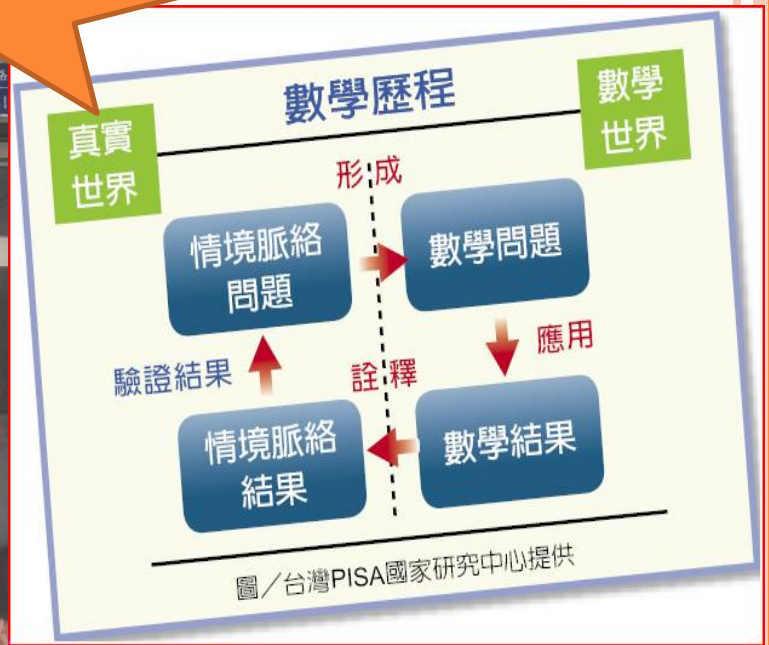 數學歷程
真實
世界
數學
世界
形成
情境脈絡
問題
數學問題
驗證結果
詮釋
應用
情境脈絡
結果
數學結果
圖／台灣PISA國家研究中心提供